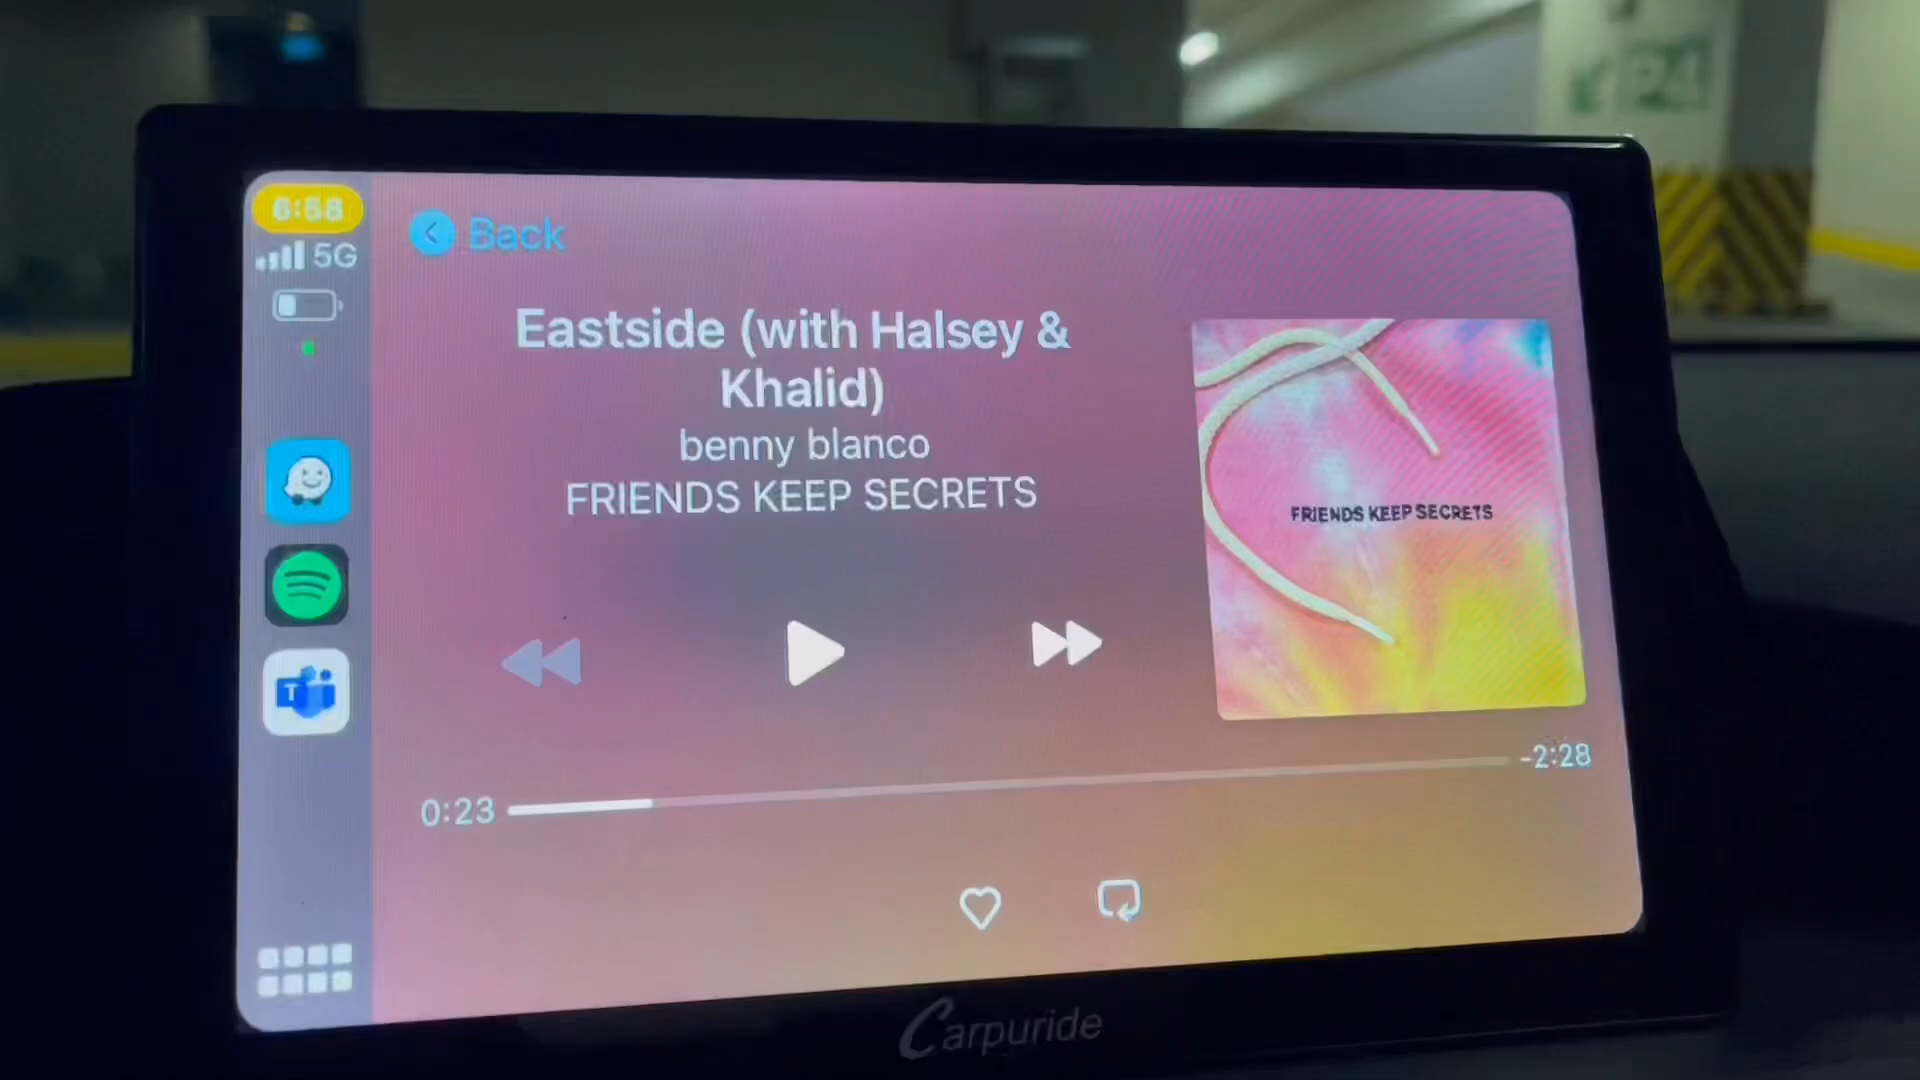 P4
6:58
5G
Back
Eastside (with Halsey &
Khalid)
benny blanco
FRIENDS KEEP SECRETS
FRIENDS KEEP SECRETS
T
0:23
-2:28
Carpuride